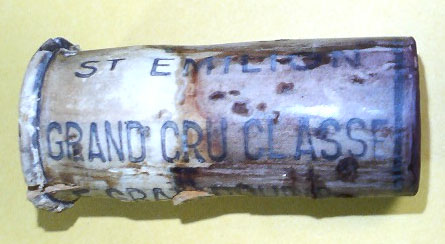 ST EMILION
GRAND CRU CLASSE